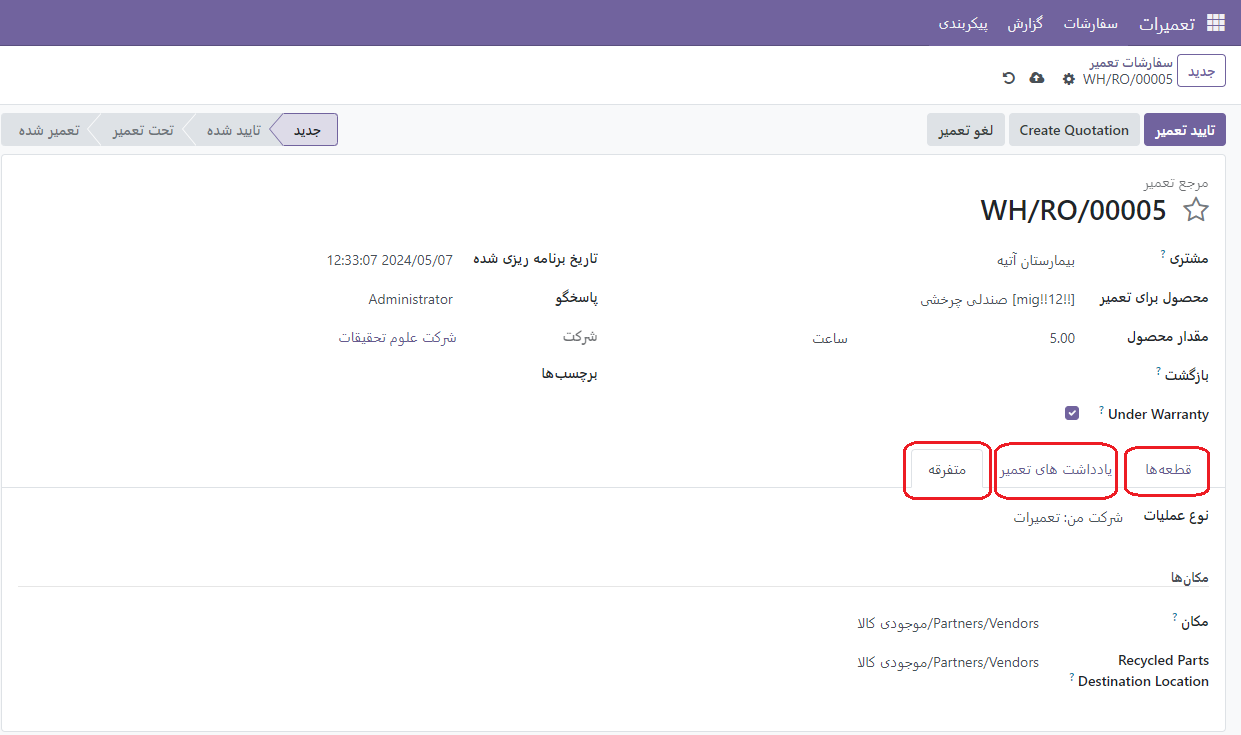 تعمیرات سفارشات گزارش پیکربندی
جدید
سفارشات تعمیر
WH/RO/00005
تایید تعمیر Create Quotation لغو تعمیر
جدید تایید شده تحت تعمیر تعمیر شده
مرجع تعمیر
WH/RO/00005
مشتری ? بیمارستان آتیه
تاریخ برنامه ریزی شده 2024/05/07 12:33:07
محصول برای تعمیر [mig!!12!!] صندلی چرخشی
پاسخگو Administrator
مقدار محصول 5.00 ساعت
شرکت شرکت علوم تحقیقات
بازگشت ?
برچسب‌ها
Under Warranty ?
قطعه‌ها یادداشت های تعمیر متفرقه
نوع عملیات شرکت من: تعمیرات
مکان‌ها
مکان ? موجودی کالا/Partners/Vendors
Recycled Parts موجودی کالا/Partners/Vendors
Destination Location ?